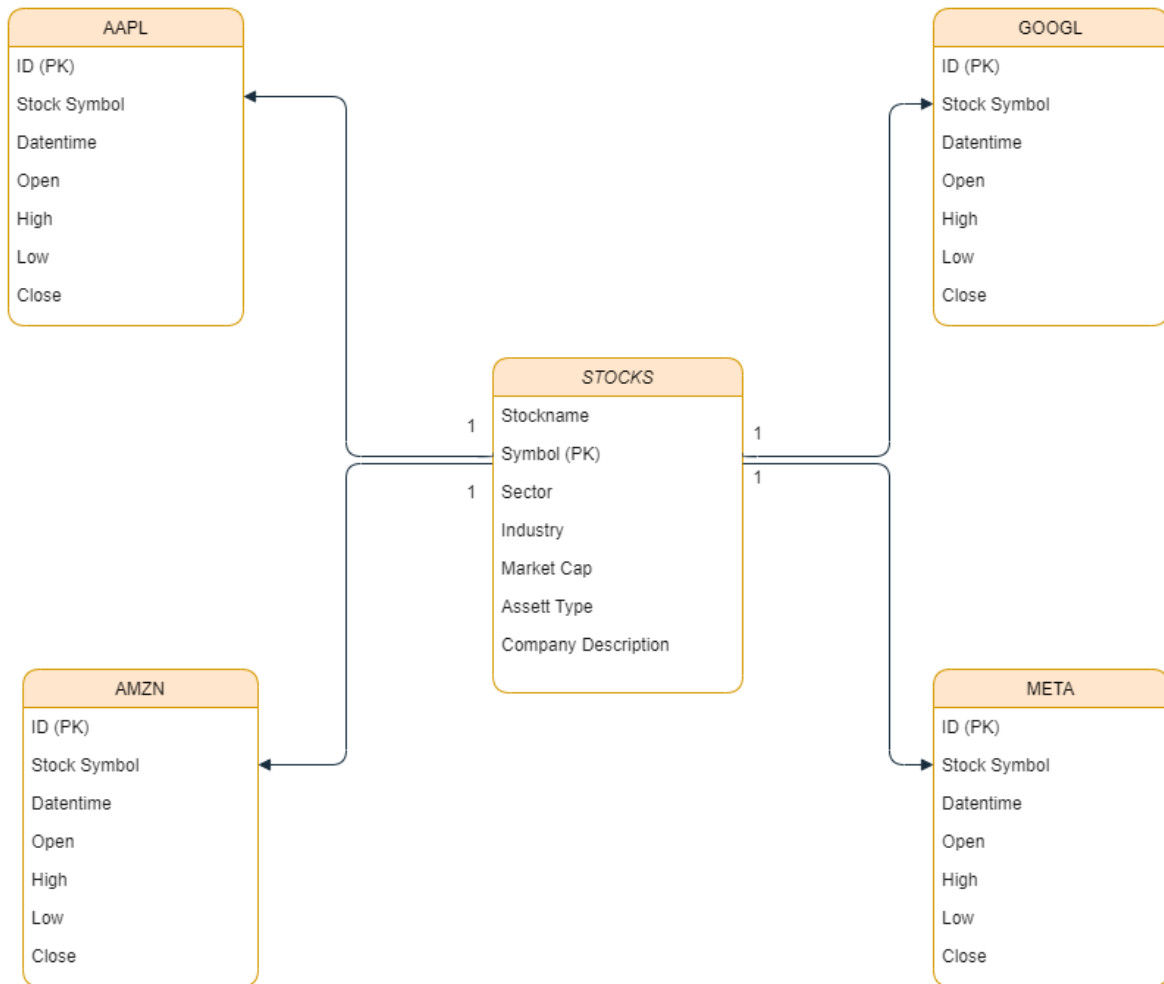 AAPL
ID (PK)
Stock Symbol
Datentime
Open
High
Low
Close
GOOGL
ID (PK)
Stock Symbol
Datentime
Open
High
Low
Close
STOCKS
Stockname
Symbol (PK)
Sector
Industry
Market Cap
Assett Type
Company Description
1
1
1
1
AMZN
ID (PK)
Stock Symbol
Datentime
Open
High
Low
Close
META
ID (PK)
Stock Symbol
Datentime
Open
High
Low
Close